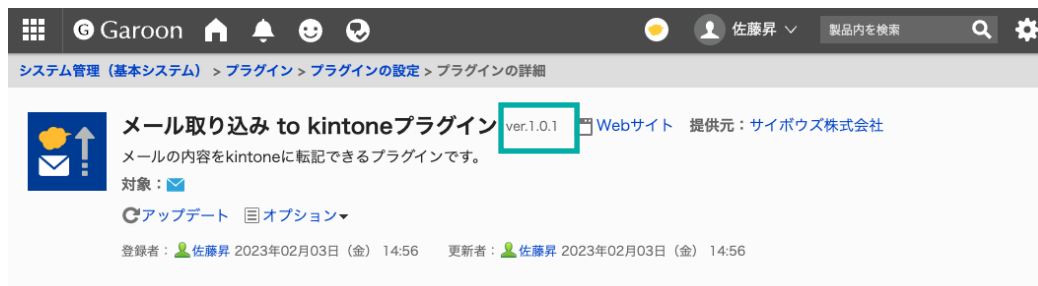 G Garoon 佐藤昇 製品内を検索
システム管理（基本システム） > プラグイン > プラグインの設定 > プラグインの詳細
メール取り込み to kintoneプラグイン ver.1.0.1 Webサイト 提供元：サイボウズ株式会社
メールの内容をkintoneに転記できるプラグインです。
対象：
アップデート オプション▾
登録者： 佐藤昇 2023年02月03日（金） 14:56 更新者： 佐藤昇 2023年02月03日（金） 14:56